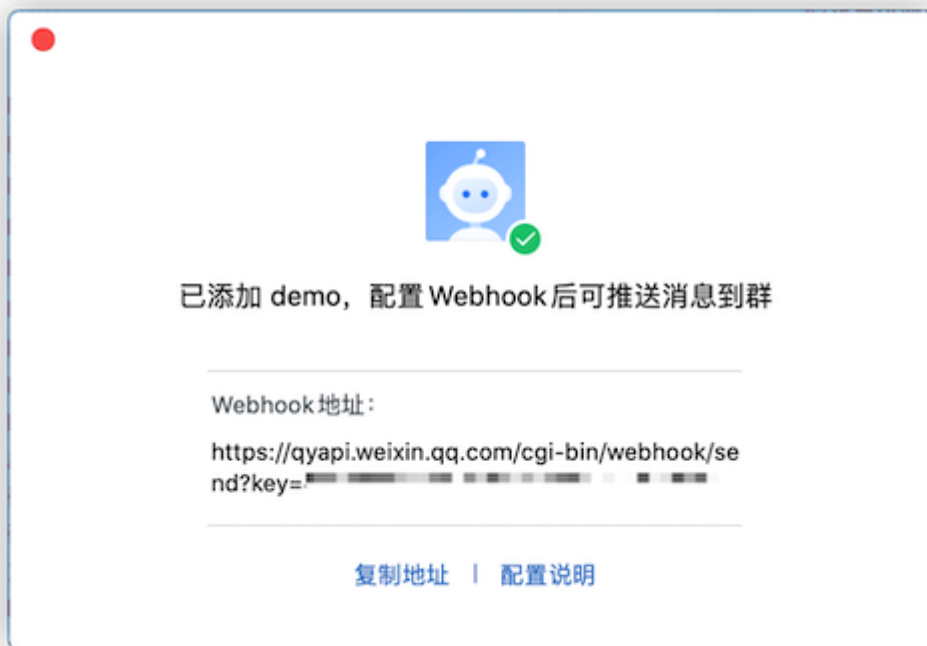 已添加 demo，配置 Webhook 后可推送消息到群
Webhook 地址：
https://qyapi.weixin.qq.com/cgi-bin/webhook/se
nd?key=
复制地址 | 配置说明